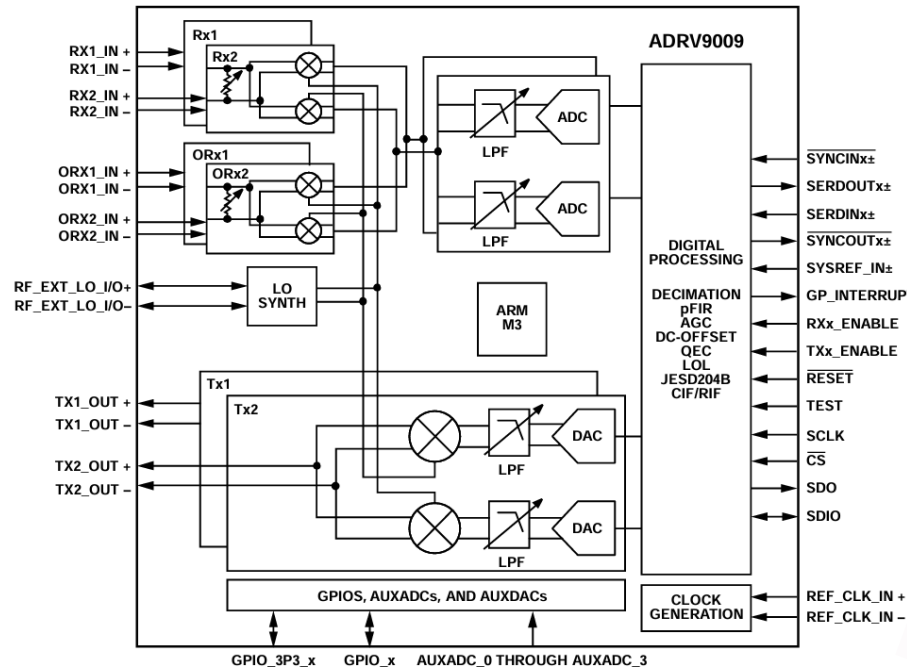 ADRV9009
RX1_IN +
RX1_IN –
RX2_IN +
RX2_IN –
Rx1
Rx2
ORX1_IN +
ORX1_IN –
ORX2_IN +
ORX2_IN –
ORx1
ORx2
RF_EXT_LO_I/O+
RF_EXT_LO_I/O–
LO
SYNTH
LPF
ADC
LPF
ADC
ARM
M3
DIGITAL
PROCESSING
DECIMATION
pFIR
AGC
DC-OFFSET
QEC
LOL
JESD204B
CIF/RIF
SYNCINx±
SERDOUTx±
SERDINx±
SYNCOUTx±
SYSREF_IN±
GP_INTERRUP
RXx_ENABLE
TXx_ENABLE
RESET
TEST
SCLK
CS
SDO
SDIO
TX1_OUT +
TX1_OUT –
TX2_OUT +
TX2_OUT –
Tx1
Tx2
LPF
DAC
LPF
DAC
GPIOS, AUXADCs, AND AUXDACs
CLOCK
GENERATION
REF_CLK_IN +
REF_CLK_IN –
GPIO_3P3_x
GPIO_x
AUXADC_0 THROUGH AUXADC_3